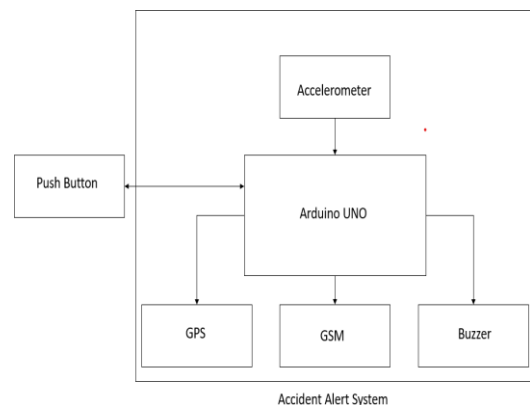 Accelerometer
Push Button
Arduino UNO
GPS
GSM
Buzzer
Accident Alert System